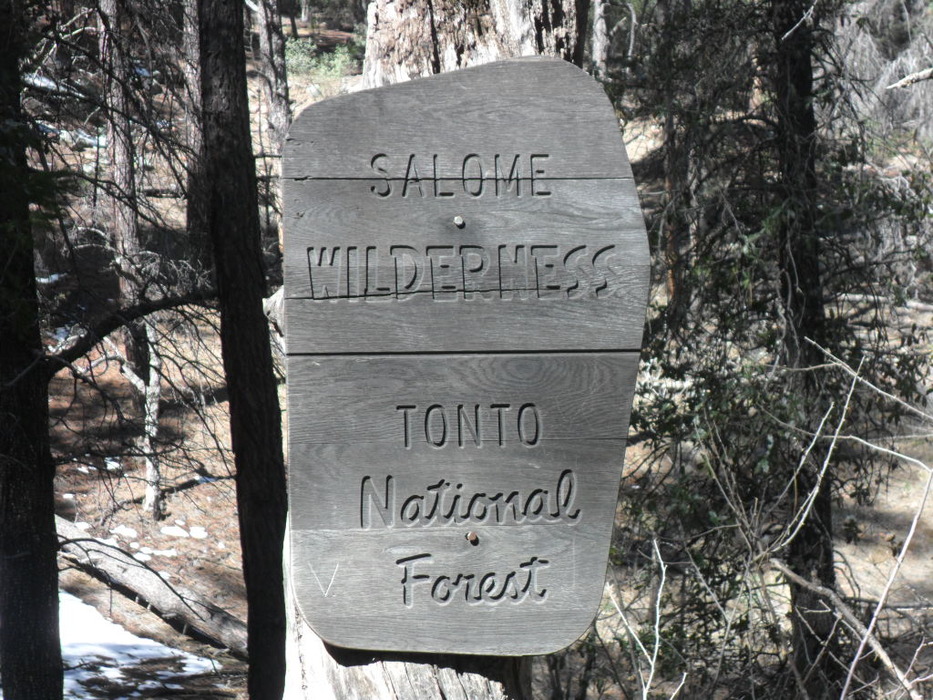 SALOME
WILDERNESS
TONTO
National
Forest